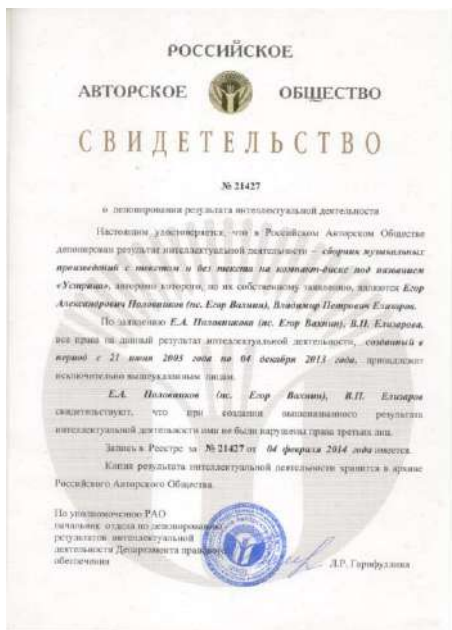 РОССИЙСКОЕ
АВТОРСКОЕ ОБЩЕСТВО
СВИДЕТЕЛЬСТВО
№ 21427
о депонировании результата интеллектуальной деятельности
Настоящим удостоверяется, что в Российском Авторском Обществе
депонирован результат интеллектуальной деятельности - сборник музыкальных
произведений с текстом и без текста на компакт-диске под названием
«Устрица», авторами которого, по их собственному заявлению, являются Егор
Александрович Половников (пс. Егор Вахнин), Владимир Петрович Елизаров.
По заявлению Е.А. Половникова (пс. Егор Вахнин), В.П. Елизарова,
все права на данный результат интеллектуальной деятельности, созданный в
период с 21 июня 2005 года по 04 декабря 2013 года, принадлежат
исключительно вышеуказанным лицам.
Е.А. Половников (пс. Егор Вахнин), В.П. Елизаров
свидетельствуют, что при создании вышеназванного результата
интеллектуальной деятельности ими не были нарушены права третьих лиц.
Запись в Реестре за № 21427 от 04 февраля 2014 года имеется.
Копия результата интеллектуальной деятельности хранится в архиве
Российского Авторского Общества.
По уполномочению РАО
начальник отдела по депонированию
результатов интеллектуальной
деятельности Департамента правового
обеспечения Л.Р. Гарифуллина